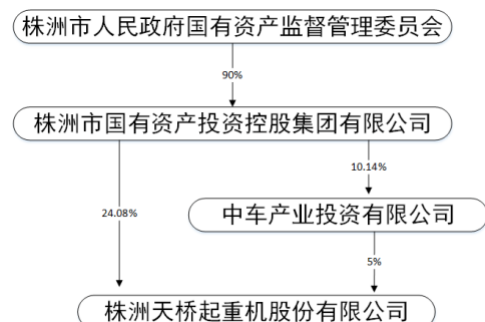 株洲市人民政府国有资产监督管理委员会
90%
株洲市国有资产投资控股集团有限公司
10.14%
24.08%
中车产业投资有限公司
5%
株洲天桥起重机股份有限公司